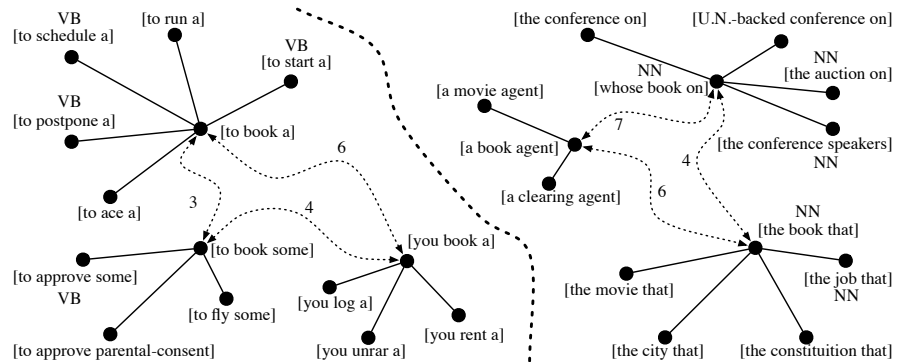 VB
[to schedule a]
[to run a]
VB
[to start a]
VB
[to postpone a]
[to book a]
[to ace a]
6
3
4
[to book some]
[you book a]
[to approve some]
VB
[to fly some]
[you log a]
[to approve parental-consent]
[you unrar a]
[you rent a]
[the conference on]
[U.N.-backed conference on]
NN
[whose book on]
NN
[the auction on]
[a movie agent]
7
[a book agent]
[the conference speakers]
NN
4
[a clearing agent]
6
NN
[the book that]
[the movie that]
[the job that]
NN
[the city that]
[the constituition that]